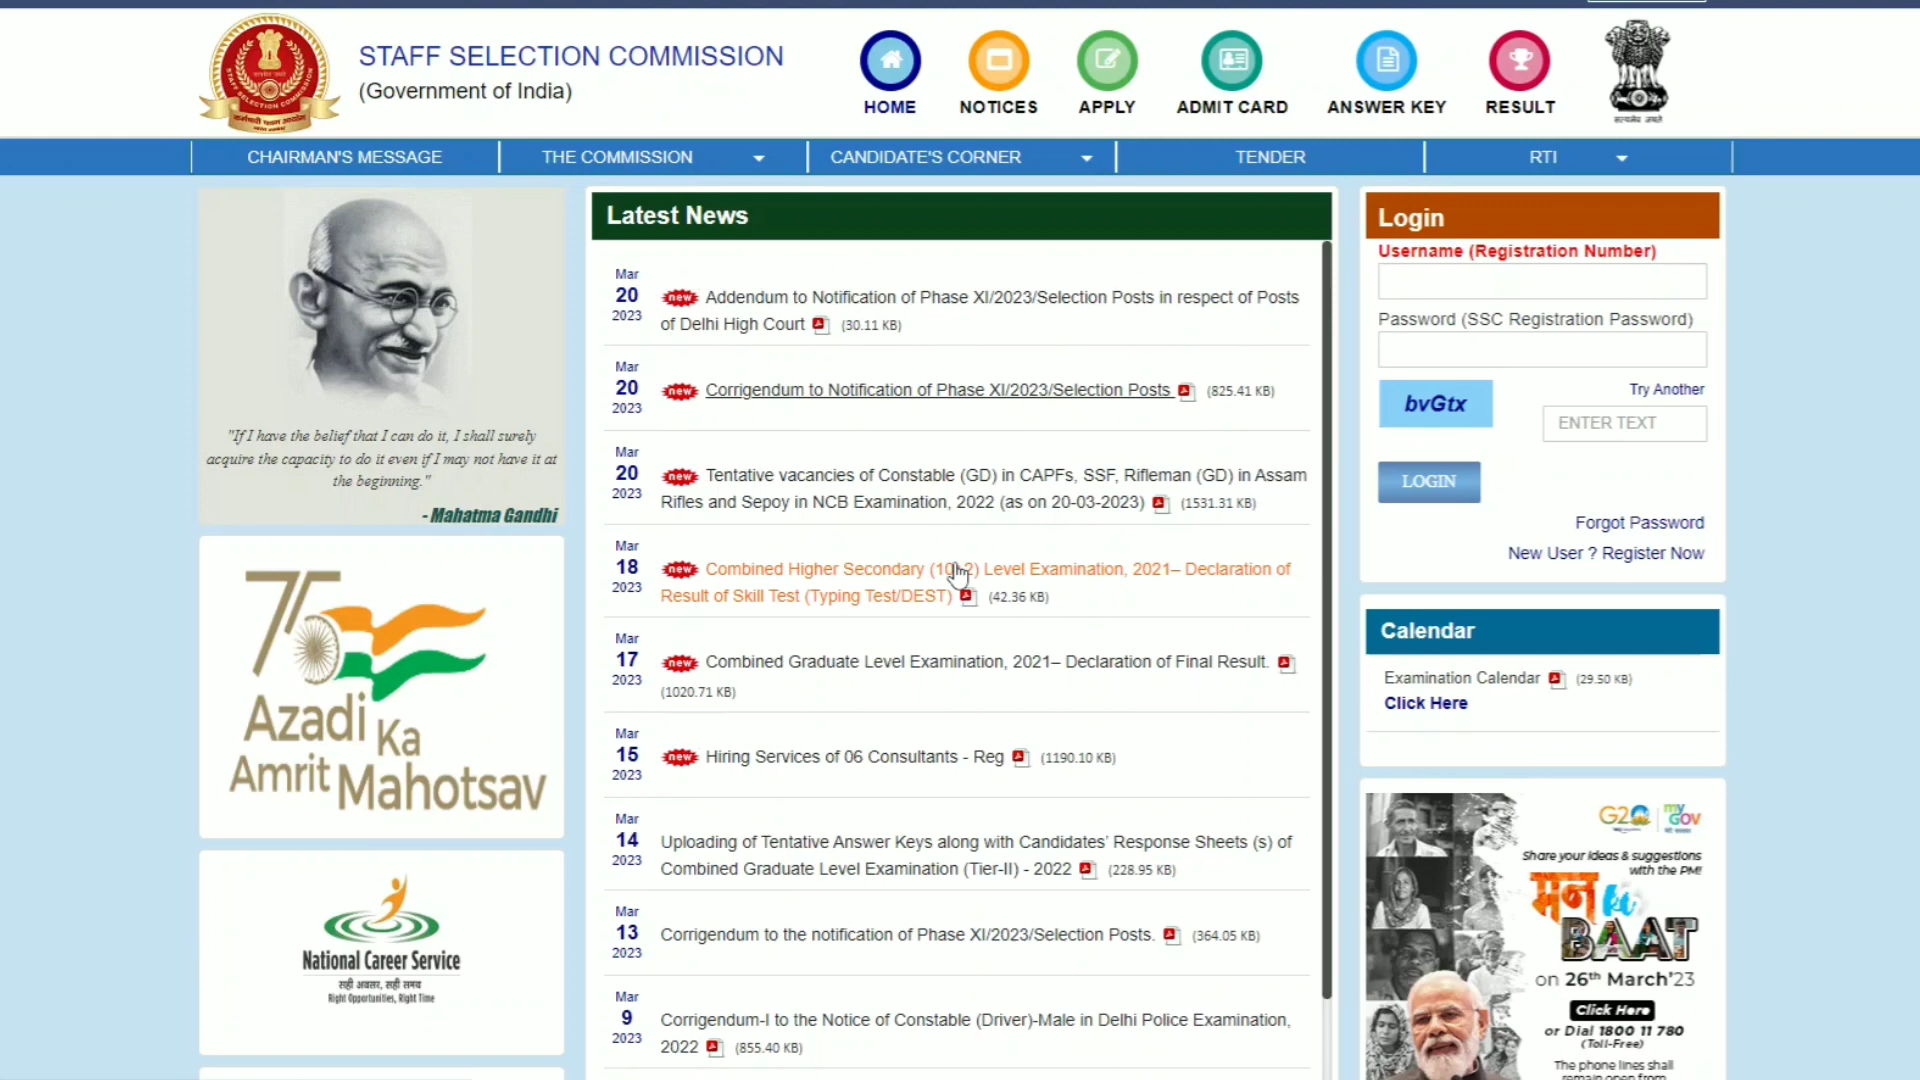 STAFF SELECTION COMMISSION
(Government of India)
HOME
NOTICES
APPLY
ADMIT CARD
ANSWER KEY
RESULT
सत्यमेव जयते
CHAIRMAN'S MESSAGE
THE COMMISSION
CANDIDATE'S CORNER
TENDER
RTI
"If I have the belief that I can do it, I shall surely
acquire the capacity to do it even if I may not have it at
the beginning."
- Mahatma Gandhi
75
Azadi Ka
Amrit Mahotsav
National Career Service
सही अवसर, सही समय
Right Opportunities, Right Time
Latest News
Mar
20
2023
new Addendum to Notification of Phase XI/2023/Selection Posts in respect of Posts
of Delhi High Court (30.11 KB)
Mar
20
2023
new Corrigendum to Notification of Phase XI/2023/Selection Posts (825.41 KB)
Mar
20
2023
new Tentative vacancies of Constable (GD) in CAPFs, SSF, Rifleman (GD) in Assam
Rifles and Sepoy in NCB Examination, 2022 (as on 20-03-2023) (1531.31 KB)
Mar
18
2023
new Combined Higher Secondary (10+2) Level Examination, 2021– Declaration of
Result of Skill Test (Typing Test/DEST) (42.36 KB)
Mar
17
2023
new Combined Graduate Level Examination, 2021– Declaration of Final Result.
(1020.71 KB)
Mar
15
2023
new Hiring Services of 06 Consultants - Reg (1190.10 KB)
Mar
14
2023
Uploading of Tentative Answer Keys along with Candidates' Response Sheets (s) of
Combined Graduate Level Examination (Tier-II) - 2022 (228.95 KB)
Mar
13
2023
Corrigendum to the notification of Phase XI/2023/Selection Posts. (364.05 KB)
Mar
9
2023
Corrigendum-I to the Notice of Constable (Driver)-Male in Delhi Police Examination,
2022 (855.40 KB)
Login
Username (Registration Number)
Password (SSC Registration Password)
bvGtx
Try Another
ENTER TEXT
LOGIN
Forgot Password
New User ? Register Now
Calendar
Examination Calendar (29.50 KB)
Click Here
G20
my GOV
Share your ideas & suggestions
with the PM!
मन की
BAAT
on 26th March'23
Click Here
or Dial 1800 11 780
(Toll-Free)
The phone lines shall
remain open from